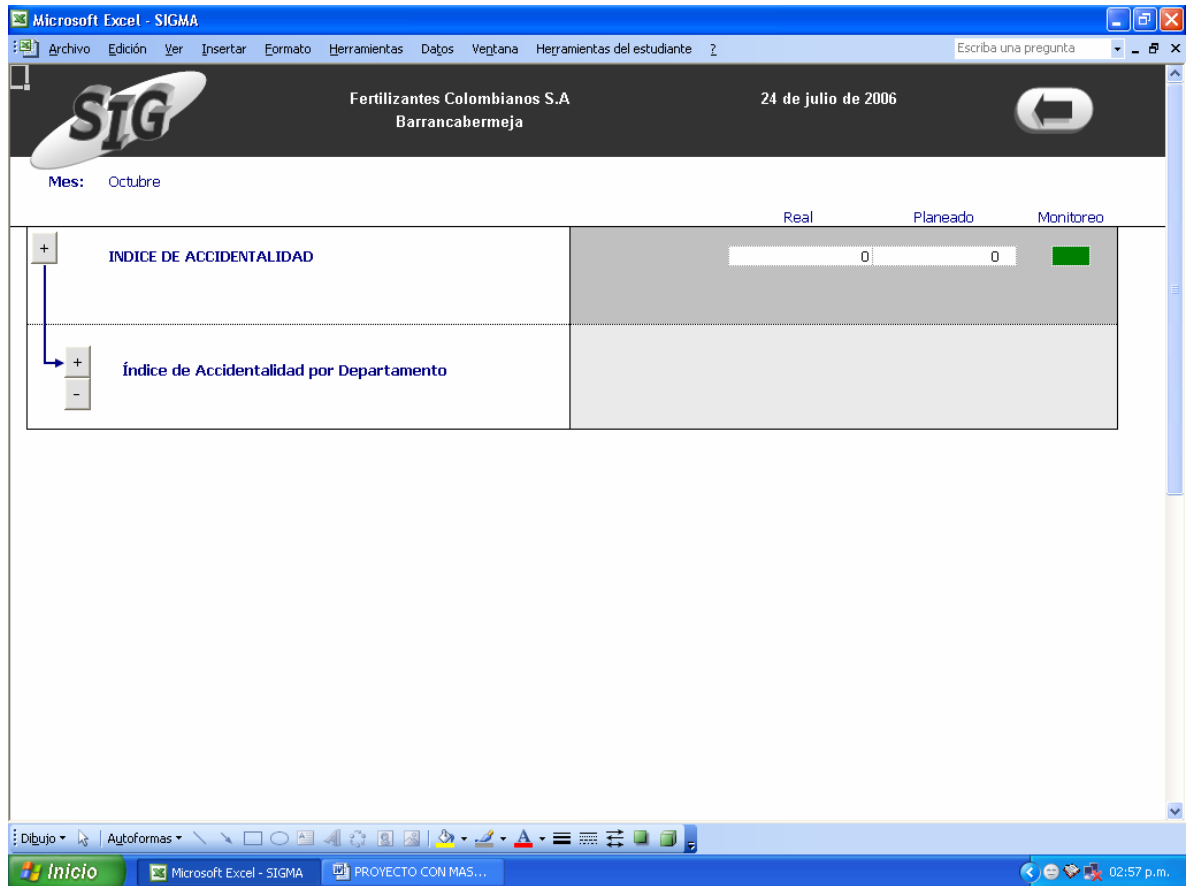 Microsoft Excel - SIGMA
Archivo Edición Ver Insertar Formato Herramientas Datos Ventana Herramientas del estudiante ? Escriba una pregunta
SIG
Fertilizantes Colombianos S.A 24 de julio de 2006
Barrancabermeja
Mes: Octubre
Real Planeado Monitoreo
+ INDICE DE ACCIDENTALIDAD 0 0
+ Índice de Accidentalidad por Departamento
-
Dibujo Autoformas
Inicio Microsoft Excel - SIGMA PROYECTO CON MAS... 02:57 p.m.